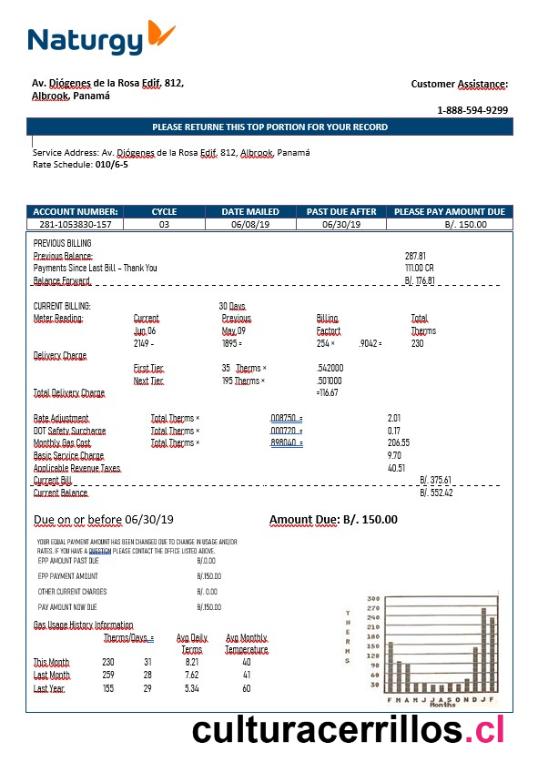 Naturgy
Av. Diógenes de la Rosa Edif. 812,
Albrook, Panamá
Customer Assistance:
1-888-594-9299
PLEASE RETURNE THIS TOP PORTION FOR YOUR RECORD
Service Address: Av. Diógenes de la Rosa Edif. 812, Albrook, Panamá
Rate Schedule: 010/6-5
ACCOUNT NUMBER: CYCLE DATE MAILED PAST DUE AFTER PLEASE PAY AMOUNT DUE
281-1053830-157 03 06/08/19 06/30/19 B/. 150.00
PREVIOUS BILLING
Previous Balance: 287.81
Payments Since Last Bill – Thank You 111.00 CR
Balance Forward B/. 176.81
CURRENT BILLING: 30 Days
Meter Reading: Current Previous Billing Total
Jun 06 May 09 Factort Therms
2149 – 1895 = 254 × .9042 = 230
Delivery Charge
First Tier 35 Therms × .542000
Next Tier 195 Therms × .501000
Total Delivery Charge =116.67
Rate Adjustment Total Therms × .008750 = 2.01
DOT Safety Surcharge Total Therms × .000720 = 0.17
Monthly Gas Cost Total Therms × .898040 = 206.55
Basic Service Charge 9.70
Applicable Revenue Taxes 40.51
Current Bill B/. 375.61
Current Balance B/. 552.42
Due on or before 06/30/19 Amount Due: B/. 150.00
YOUR EQUAL PAYMENT AMOUNT HAS BEEN CHANGED DUE TO CHANGE IN USAGE AND/OR
RATES. IF YOU HAVE A QUESTION PLEASE CONTACT THE OFFICE LISTED ABOVE.
EPP AMOUNT PAST DUE B/.0.00
EPP PAYMENT AMOUNT B/.150.00
OTHER CURRENT CHARGES B/. 0.00
PAY AMOUNT NOW DUE B/.150.00
Gas Usage History Information
Therms/Days = Avg Daily Avg Monthly
Terms Temperature
This Month 230 31 8.21 40
Last Month 259 28 7.62 41
Last Year 155 29 5.34 60
THERMS
300
270
240
210
180
150
120
90
60
30
F M A M J J A S O N D J F
Months
culturacerrillos.cl